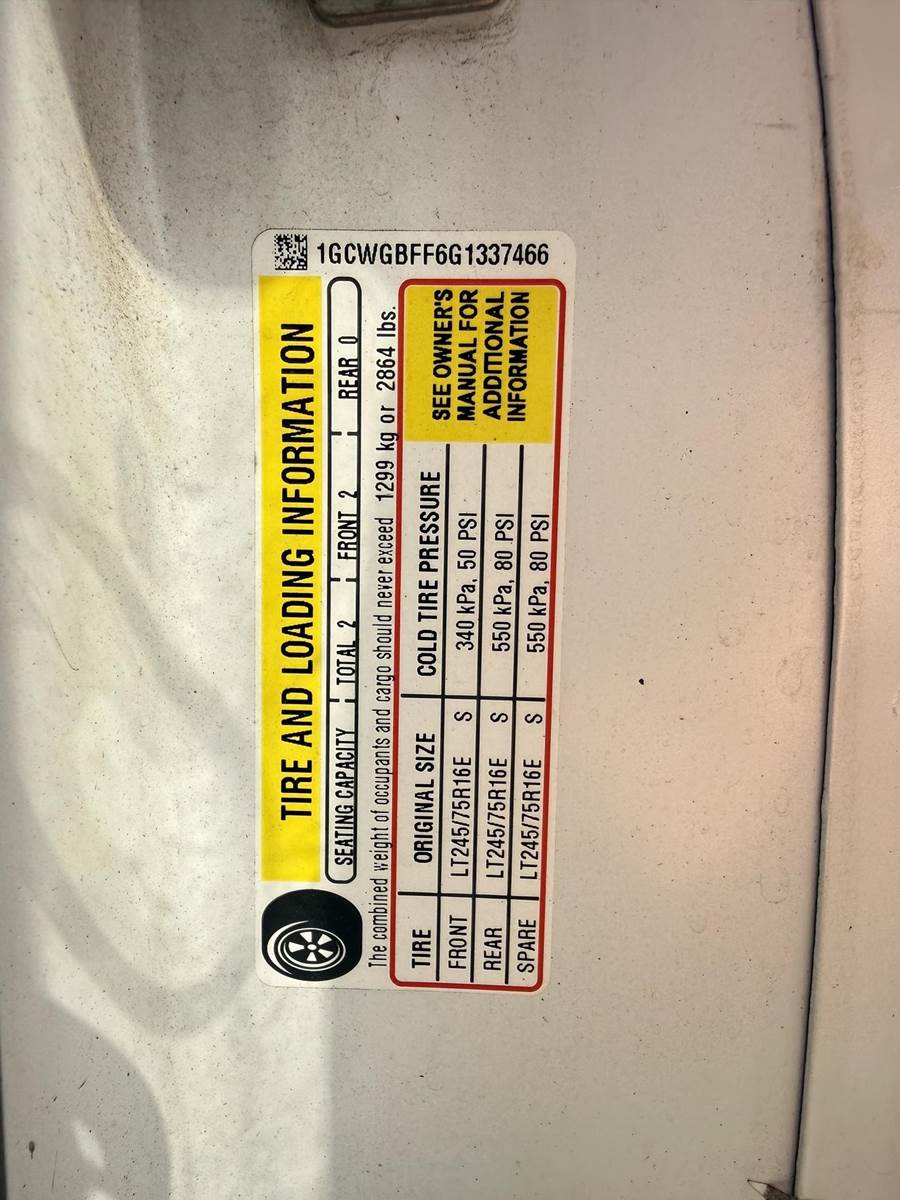 1GCWGBFF6G1337466
TIRE AND LOADING INFORMATION
SEATING CAPACITY TOTAL 2 FRONT 2 REAR 0
The combined weight of occupants and cargo should never exceed 1299 kg or 2864 lbs.
TIRE ORIGINAL SIZE COLD TIRE PRESSURE
FRONT LT245/75R16E S 340 kPa, 50 PSI
REAR LT245/75R16E S 550 kPa, 80 PSI
SPARE LT245/75R16E S 550 kPa, 80 PSI
SEE OWNER'S
MANUAL FOR
ADDITIONAL
INFORMATION